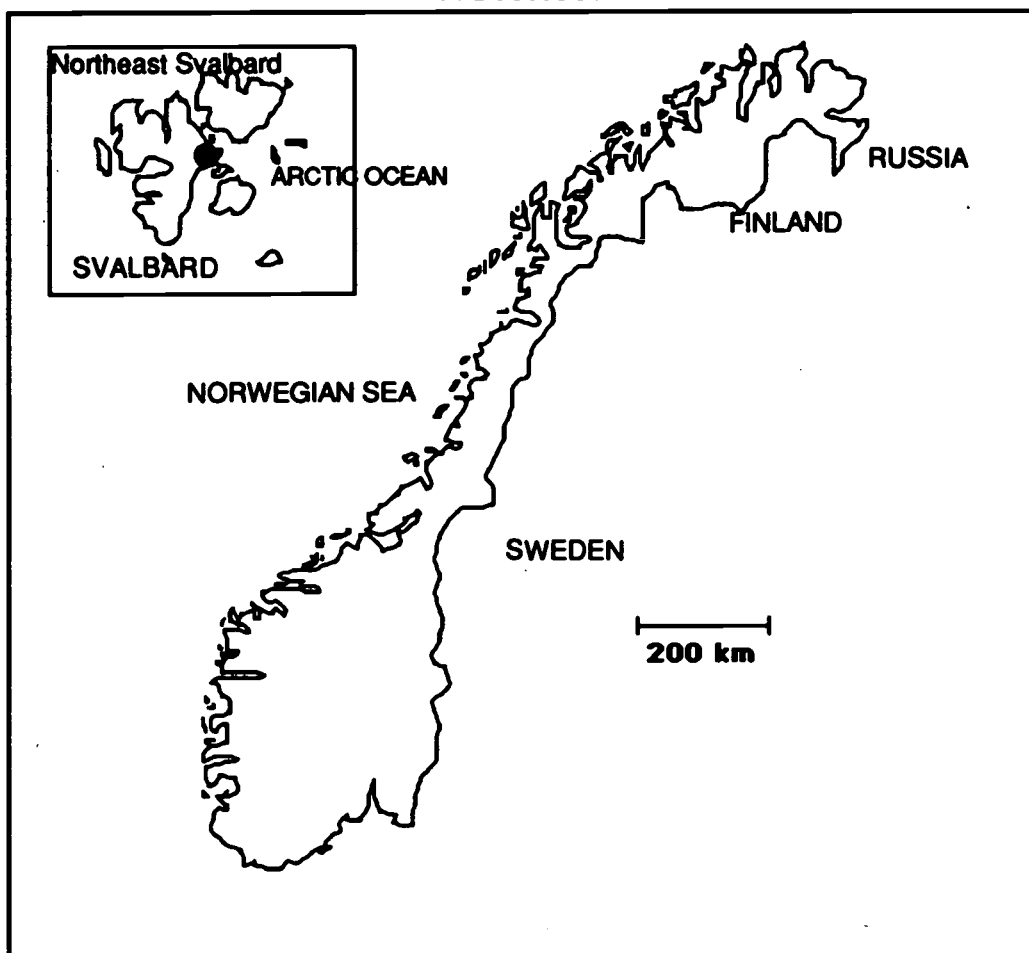 Northeast Svalbard
ARCTIC OCEAN
SVALBARD
RUSSIA
FINLAND
NORWEGIAN SEA
SWEDEN
200 km